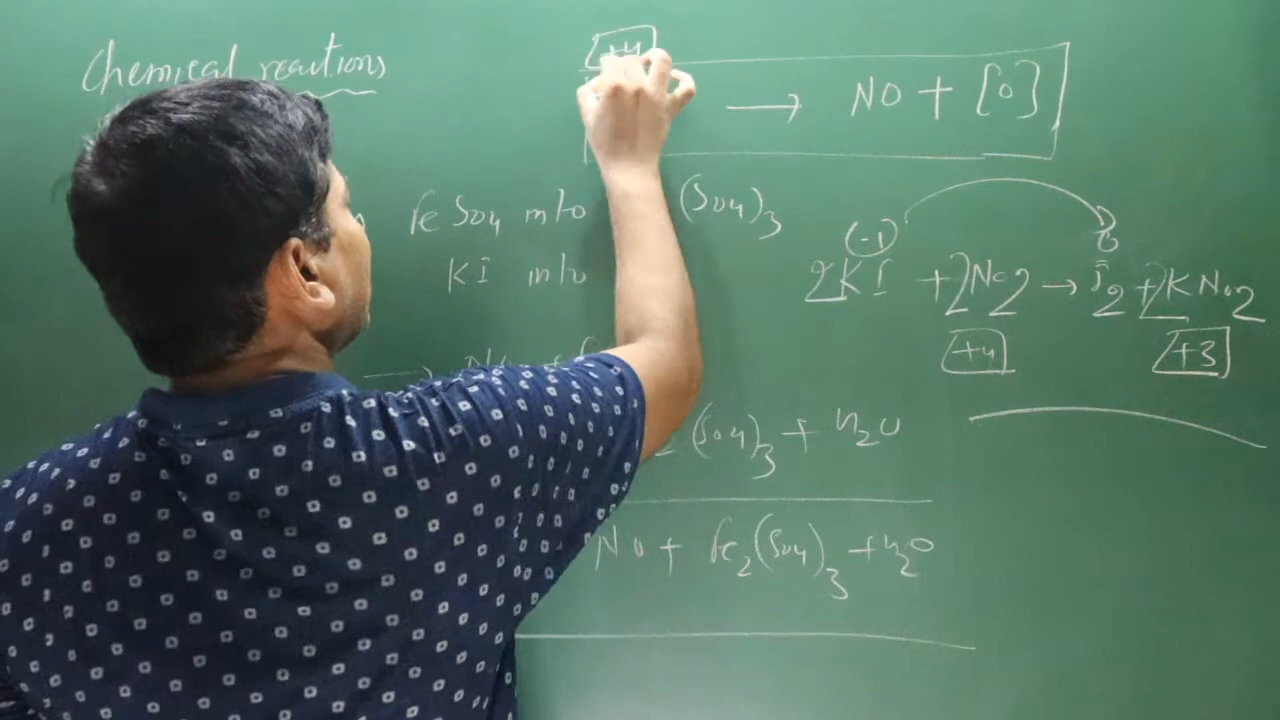 Chemical reactions
+4
→ NO + [O]
FeSO4 into (SO4)3
KI into
(-1) 0
2KI + 2NO2 → I2 + 2KNO2
+4 +3
→
(SO4)3 + H2O
NO + Fe2(SO4)3 + H2O